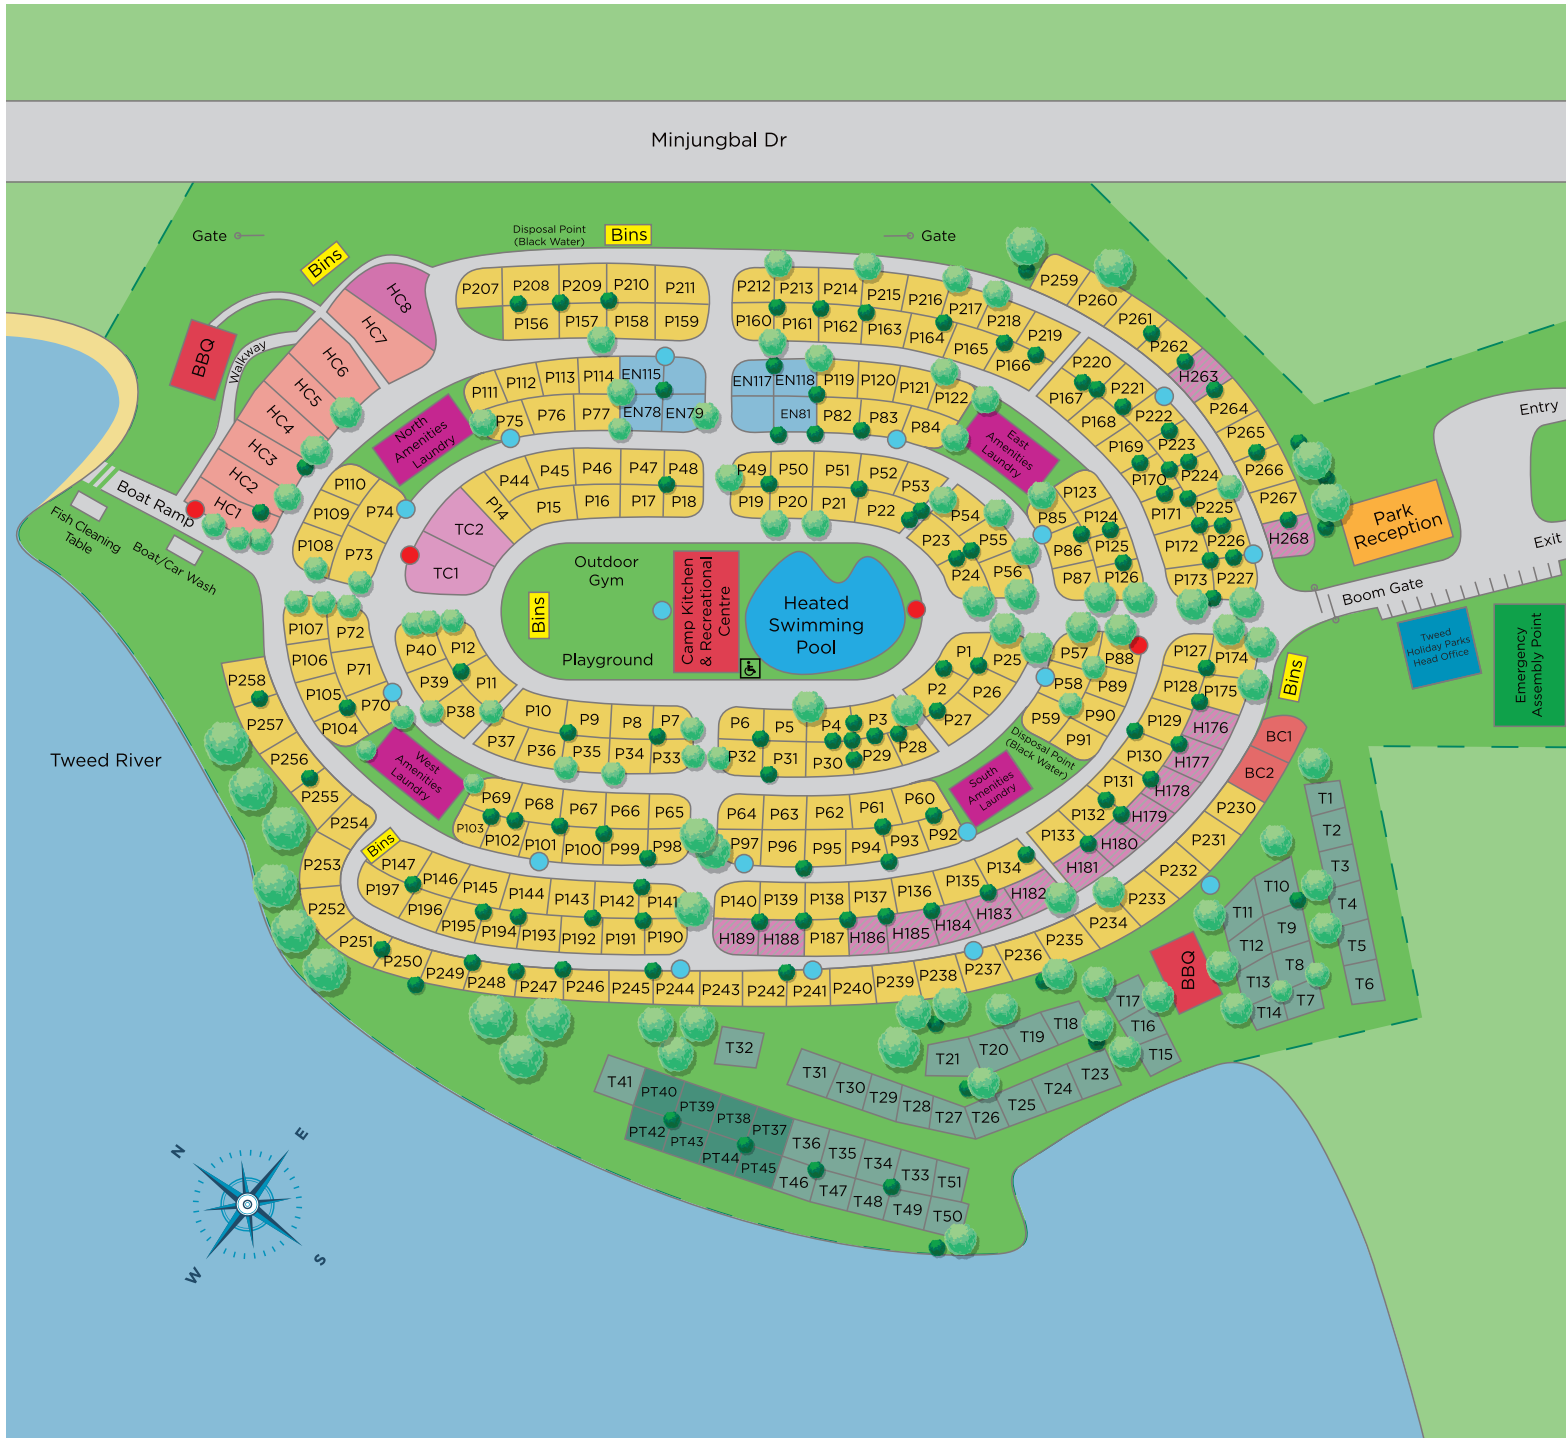 Minjungbal Dr
Gate
Disposal Point
(Black Water)
Bins
Gate
Bins
HC8
HC7
HC6
HC5
HC4
HC3
HC2
HC1
BBQ
Walkway
P207 P208 P209 P210 P211
P156 P157 P158 P159
P212 P213 P214 P215 P216 P217 P218 P219
P160 P161 P162 P163 P164 P165 P166
P259
P260
P261
P262
H263
P264
P265
P266
P267
H268
P220
P221
P222
P223
P224
P225
P226
P227
P167
P168
P169
P170
P171
P172
P173
P111 P112 P113 P114 EN115
P75 P76 P77 EN78 EN79
EN117 EN118 P119 P120 P121 P122
EN81 P82 P83 P84
North
Amenities
Laundry
East
Amenities
Laundry
P110
P109
P108
P74
P73
P44 P45 P46 P47 P48
P14 P15 P16 P17 P18
TC2
TC1
P49 P50 P51 P52 P53 P54 P55 P56
P19 P20 P21 P22 P23 P24
P123
P124
P125
P126
P85
P86
P87
Boat Ramp
Fish Cleaning
Table
Boat/Car Wash
Outdoor
Gym
Bins
Playground
Camp Kitchen
& Recreational
Centre
Heated
Swimming
Pool
Park
Reception
Entry
Exit
Boom Gate
Tweed
Holiday Parks
Head Office
Emergency
Assembly Point
Bins
P107
P106
P105
P104
P72
P71
P70
P40
P39
P38
P12
P11
P10 P9 P8 P7
P37 P36 P35 P34 P33
P6 P5 P4 P3 P2 P1
P32 P31 P30 P29 P28 P27 P26 P25
P57
P58
P59
P88
P89
P90
P91
Disposal Point
(Black Water)
P127
P128
P129
P130
P131
P132
P133
P134
P135
P136
P137
P138
P139
P140
P174
P175
H176
H177
H178
H179
H180
H181
H182
H183
H184
H185
H186
P187
H188
H189
BC1
BC2
P258
P257
P256
P255
P254
P253
P252
P251
P250
P249
P248
P247
P246
P245
P244
P243
P242
P241
P240
P239
P238
P237
P236
P235
P234
P233
P232
P231
P230
Tweed River
West
Amenities
Laundry
South
Amenities
Laundry
P69 P68 P67 P66 P65
P103 P102 P101 P100 P99 P98
P64 P63 P62 P61 P60
P97 P96 P95 P94 P93 P92
Bins
P147 P146 P145 P144 P143 P142 P141
P197 P196 P195 P194 P193 P192 P191 P190
T1
T2
T3
T4
T5
T6
T10
T9
T8
T7
T11
T12
T13
T14
BBQ
T17
T16
T15
T18
T19
T20
T21
T23
T24
T25
T26
T27
T28
T29
T30
T31
T32
T41
PT40
PT39
PT38
PT37
T36
T35
T34
T33
T51
PT42
PT43
PT44
PT45
T46
T47
T48
T49
T50
N
E
W
S